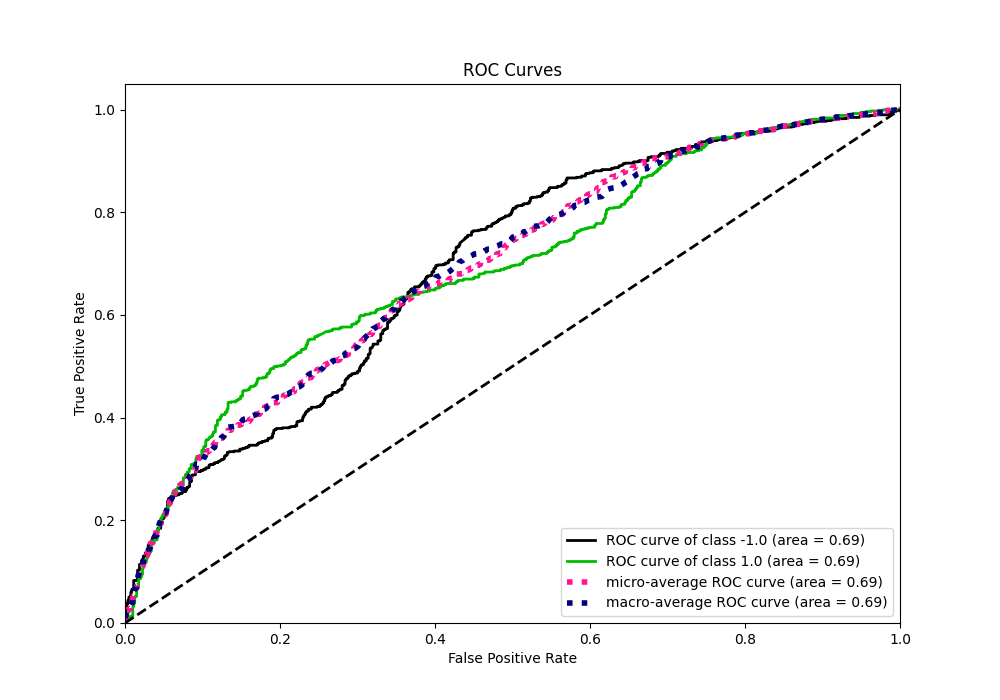 ROC Curves
1.0
0.8
0.6
0.4
0.2
0.0
True Positive Rate
ROC curve of class -1.0 (area = 0.69)
ROC curve of class 1.0 (area = 0.69)
micro-average ROC curve (area = 0.69)
macro-average ROC curve (area = 0.69)
0.0 0.2 0.4 0.6 0.8 1.0
False Positive Rate